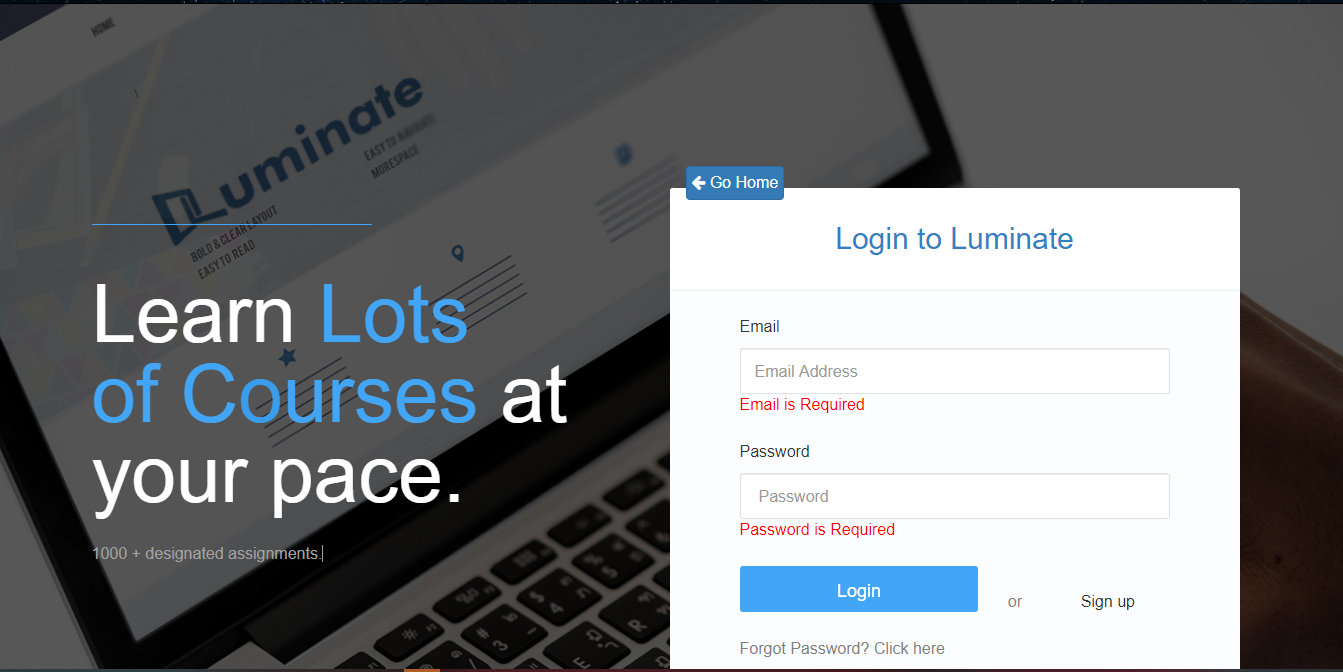 HOME
Luminate
EASY TO NAVIGATE
MORESPACE
BOLD & CLEAR LAYOUT
EASY TO READ
Learn Lots
of Courses at
your pace.
1000 + designated assignments.
Go Home
Login to Luminate
Email
Email Address
Email is Required
Password
Password
Password is Required
Login
or
Sign up
Forgot Password? Click here